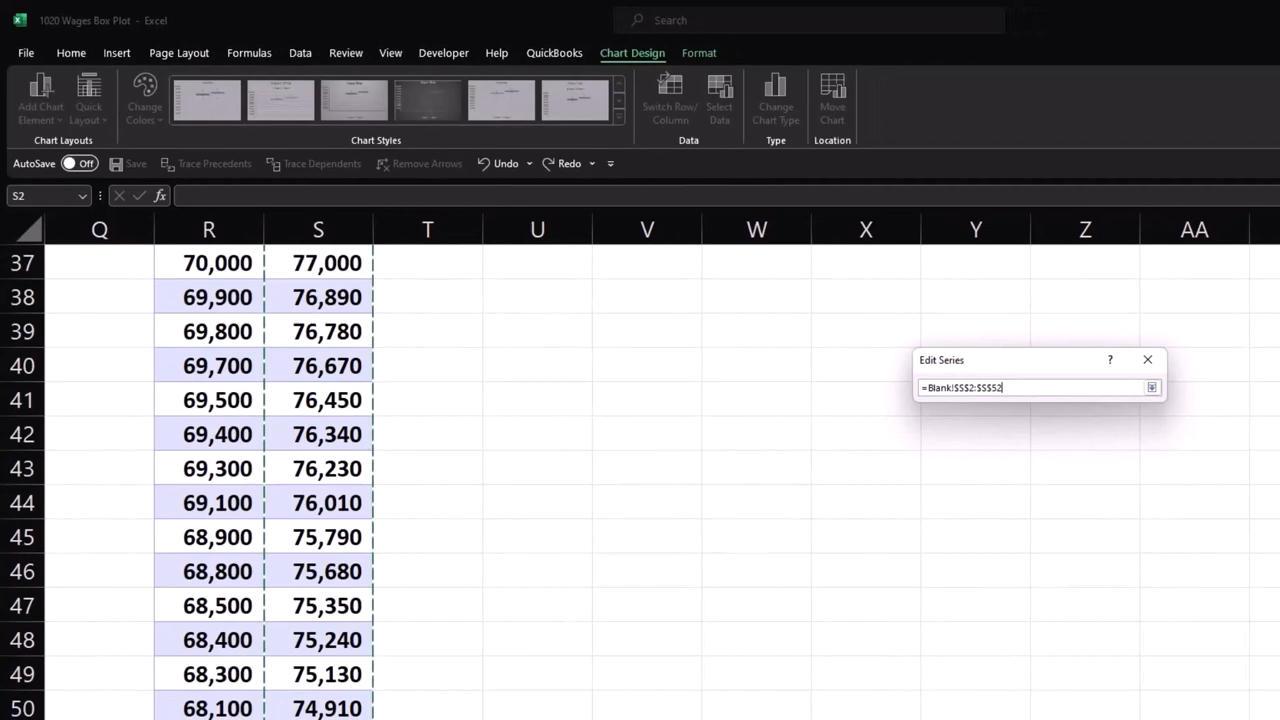 1020 Wages Box Plot - Excel
Search
File Home Insert Page Layout Formulas Data Review View Developer Help QuickBooks Chart Design Format
Add Chart Element Quick Layout Change Colors Switch Row/ Column Select Data Change Chart Type Move Chart
Chart Layouts Chart Styles Data Type Location
AutoSave Off Save Trace Precedents Trace Dependents Remove Arrows Undo Redo
S2 fx
Q R S T U V W X Y Z AA
37 70,000 77,000
38 69,900 76,890
39 69,800 76,780
Edit Series ?
40 69,700 76,670
=Blank!$S$2:$S$52
41 69,500 76,450
42 69,400 76,340
43 69,300 76,230
44 69,100 76,010
45 68,900 75,790
46 68,800 75,680
47 68,500 75,350
48 68,400 75,240
49 68,300 75,130
50 68,100 74,910